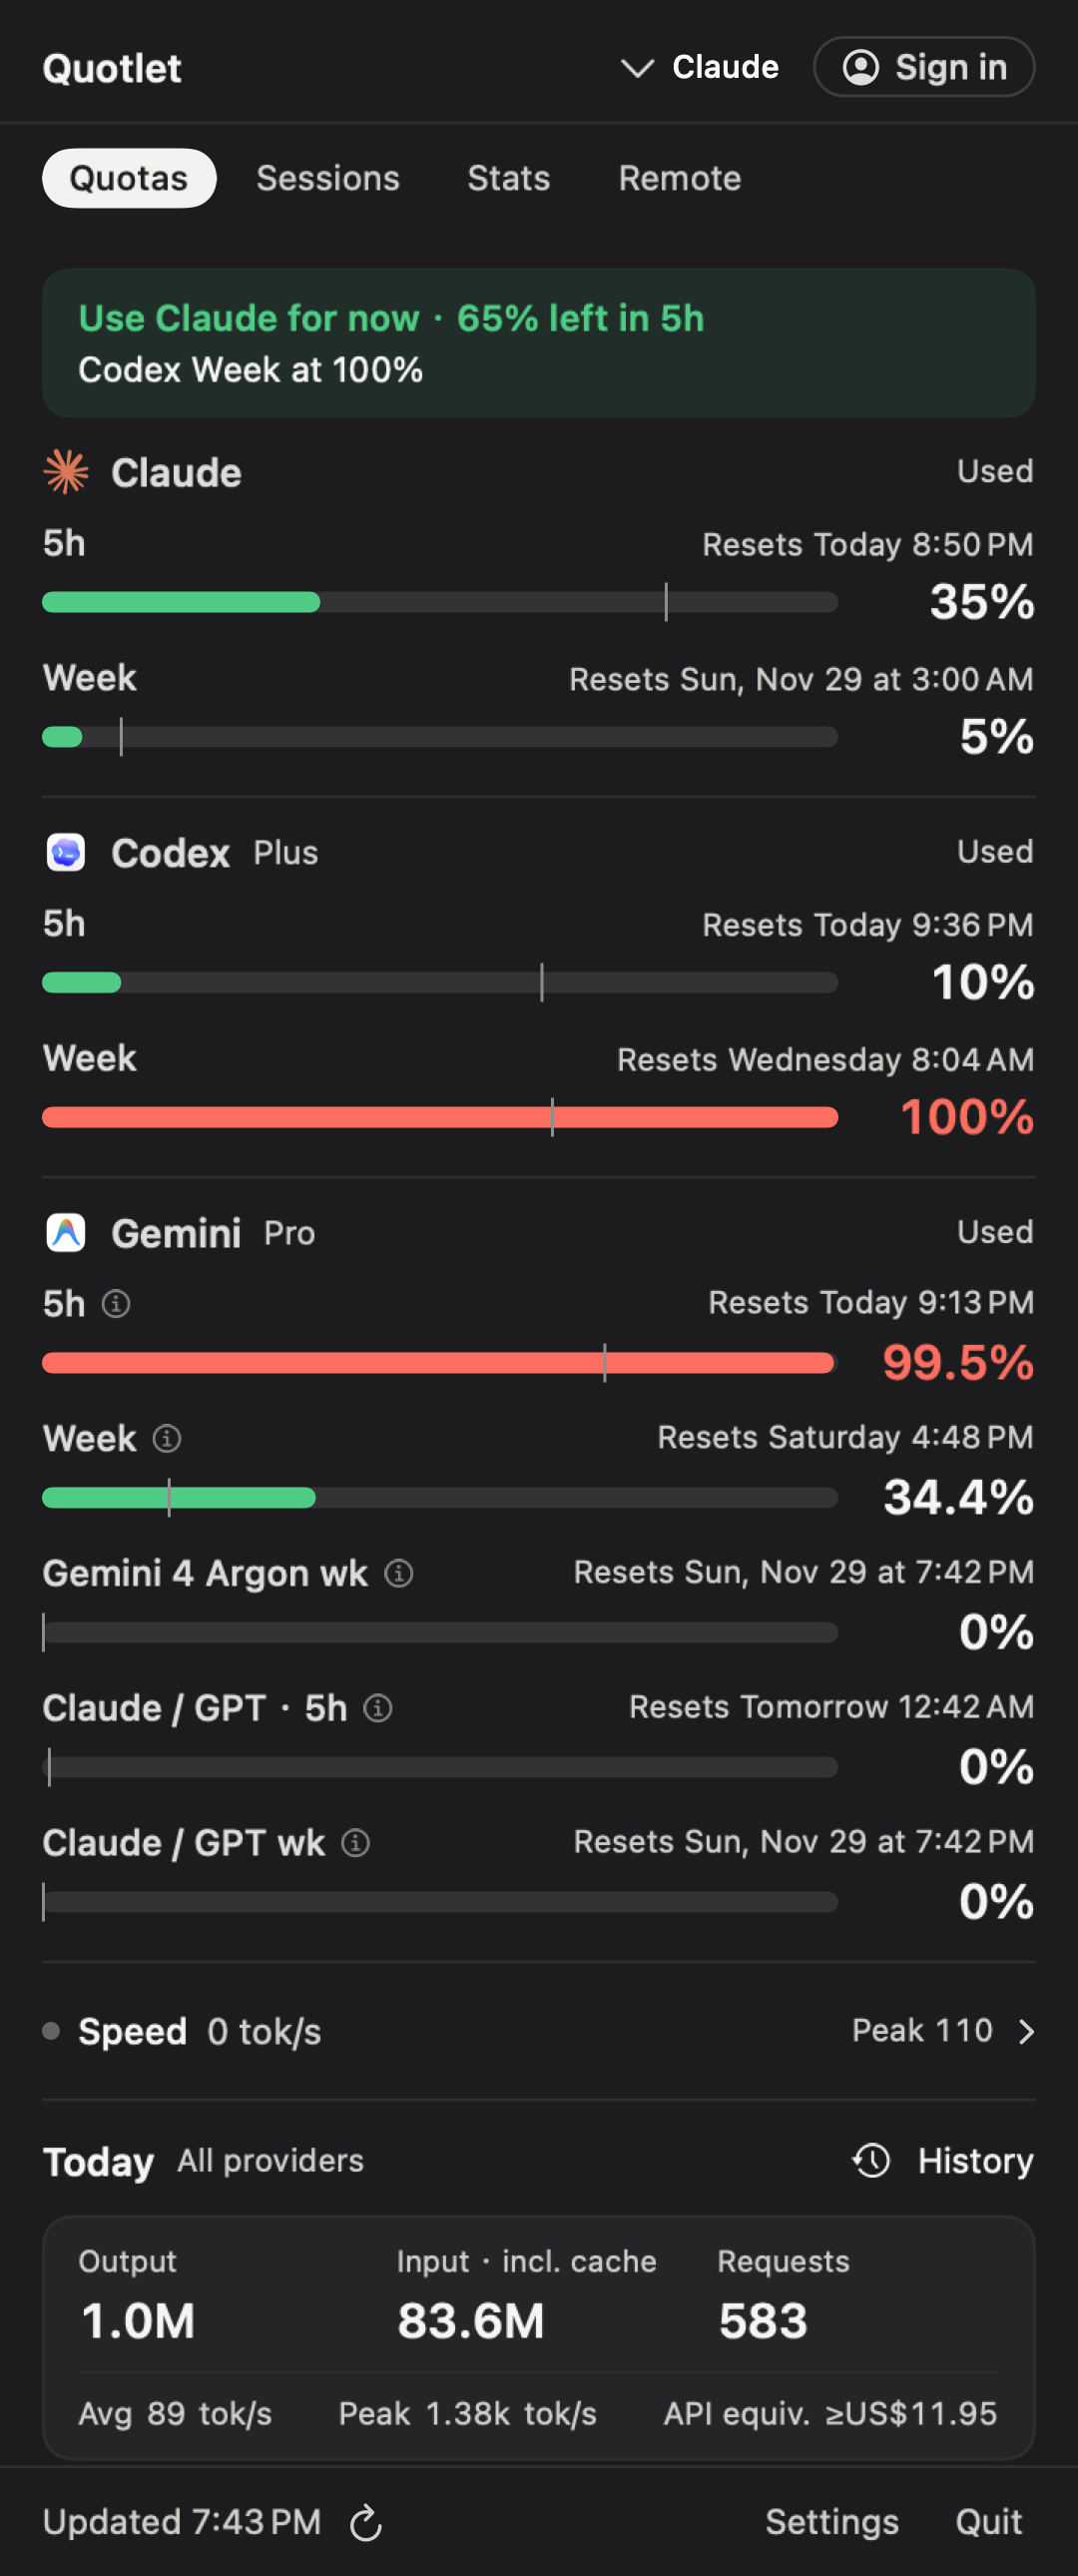 Quotlet Claude Sign in
Quotas Sessions Stats Remote
Use Claude for now · 65% left in 5h
Codex Week at 100%
Claude Used
5h Resets Today 8:50 PM
35%
Week Resets Sun, Nov 29 at 3:00 AM
5%
Codex Plus Used
5h Resets Today 9:36 PM
10%
Week Resets Wednesday 8:04 AM
100%
Gemini Pro Used
5h Resets Today 9:13 PM
99.5%
Week Resets Saturday 4:48 PM
34.4%
Gemini 4 Argon wk Resets Sun, Nov 29 at 7:42 PM
0%
Claude / GPT · 5h Resets Tomorrow 12:42 AM
0%
Claude / GPT wk Resets Sun, Nov 29 at 7:42 PM
0%
Speed 0 tok/s Peak 110
Today All providers History
Output Input · incl. cache Requests
1.0M 83.6M 583
Avg 89 tok/s Peak 1.38k tok/s API equiv. ≥US$11.95
Updated 7:43 PM Settings Quit